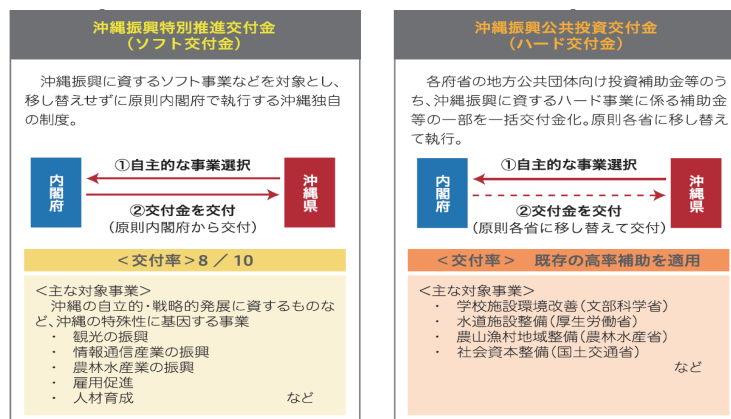 沖縄振興特別推進交付金
(ソフト交付金)
沖縄振興に資するソフト事業などを対象とし、
移し替えせずに原則内閣府で執行する沖縄独自
の制度。
内閣府
①自主的な事業選択
②交付金を交付
(原則内閣府から交付)
沖縄県
<交付率>8/10
<主な対象事業>
沖縄の自立的・戦略的発展に資するものな
ど、沖縄の特殊性に基因する事業
・ 観光の振興
・ 情報通信産業の振興
・ 農林水産業の振興
・ 雇用促進
・ 人材育成 など
沖縄振興公共投資交付金
(ハード交付金)
各府省の地方公共団体向け投資補助金等のう
ち、沖縄振興に資するハード事業に係る補助金
等の一部を一括交付金化。原則各省に移し替え
て執行。
内閣府
①自主的な事業選択
②交付金を交付
(原則各省に移し替えて交付)
沖縄県
<交付率> 既存の高率補助を適用
<主な対象事業>
・ 学校施設環境改善(文部科学省)
・ 水道施設整備(厚生労働省)
・ 農山漁村地域整備(農林水産省)
・ 社会資本整備(国土交通省)
など